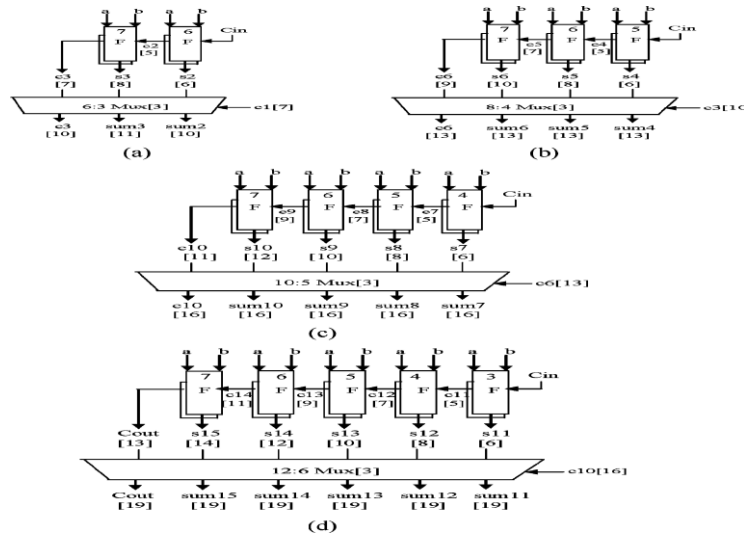 a b a b
7 6
F F
c2
[5]
Cin
c3 s3 s2
[7] [8] [6]
6:3 Mux[3]
c1[7]
c3 sum3 sum2
[10] [11] [10]
(a)
a b a b a b
7 6 5
F F F
c5 c4
[7] [5]
Cin
c6 s6 s5 s4
[9] [10] [8] [6]
8:4 Mux[3]
c3[10
c6 sum6 sum5 sum4
[13] [13] [13] [13]
(b)
a b a b a b a b
7 6 5 4
F F F F
c9 c8 c7
[9] [7] [5]
Cin
c10 s10 s9 s8 s7
[11] [12] [10] [8] [6]
10:5 Mux[3]
c6[13]
c10 sum10 sum9 sum8 sum7
[16] [16] [16] [16] [16]
(c)
a b a b a b a b a b
7 6 5 4 3
F F F F F
c14 c13 c12 c11
[11] [9] [7] [5]
Cin
Cout s15 s14 s13 s12 s11
[13] [14] [12] [10] [8] [6]
12:6 Mux[3]
c10[16]
Cout sum15 sum14 sum13 sum12 sum11
[19] [19] [19] [19] [19] [19]
(d)